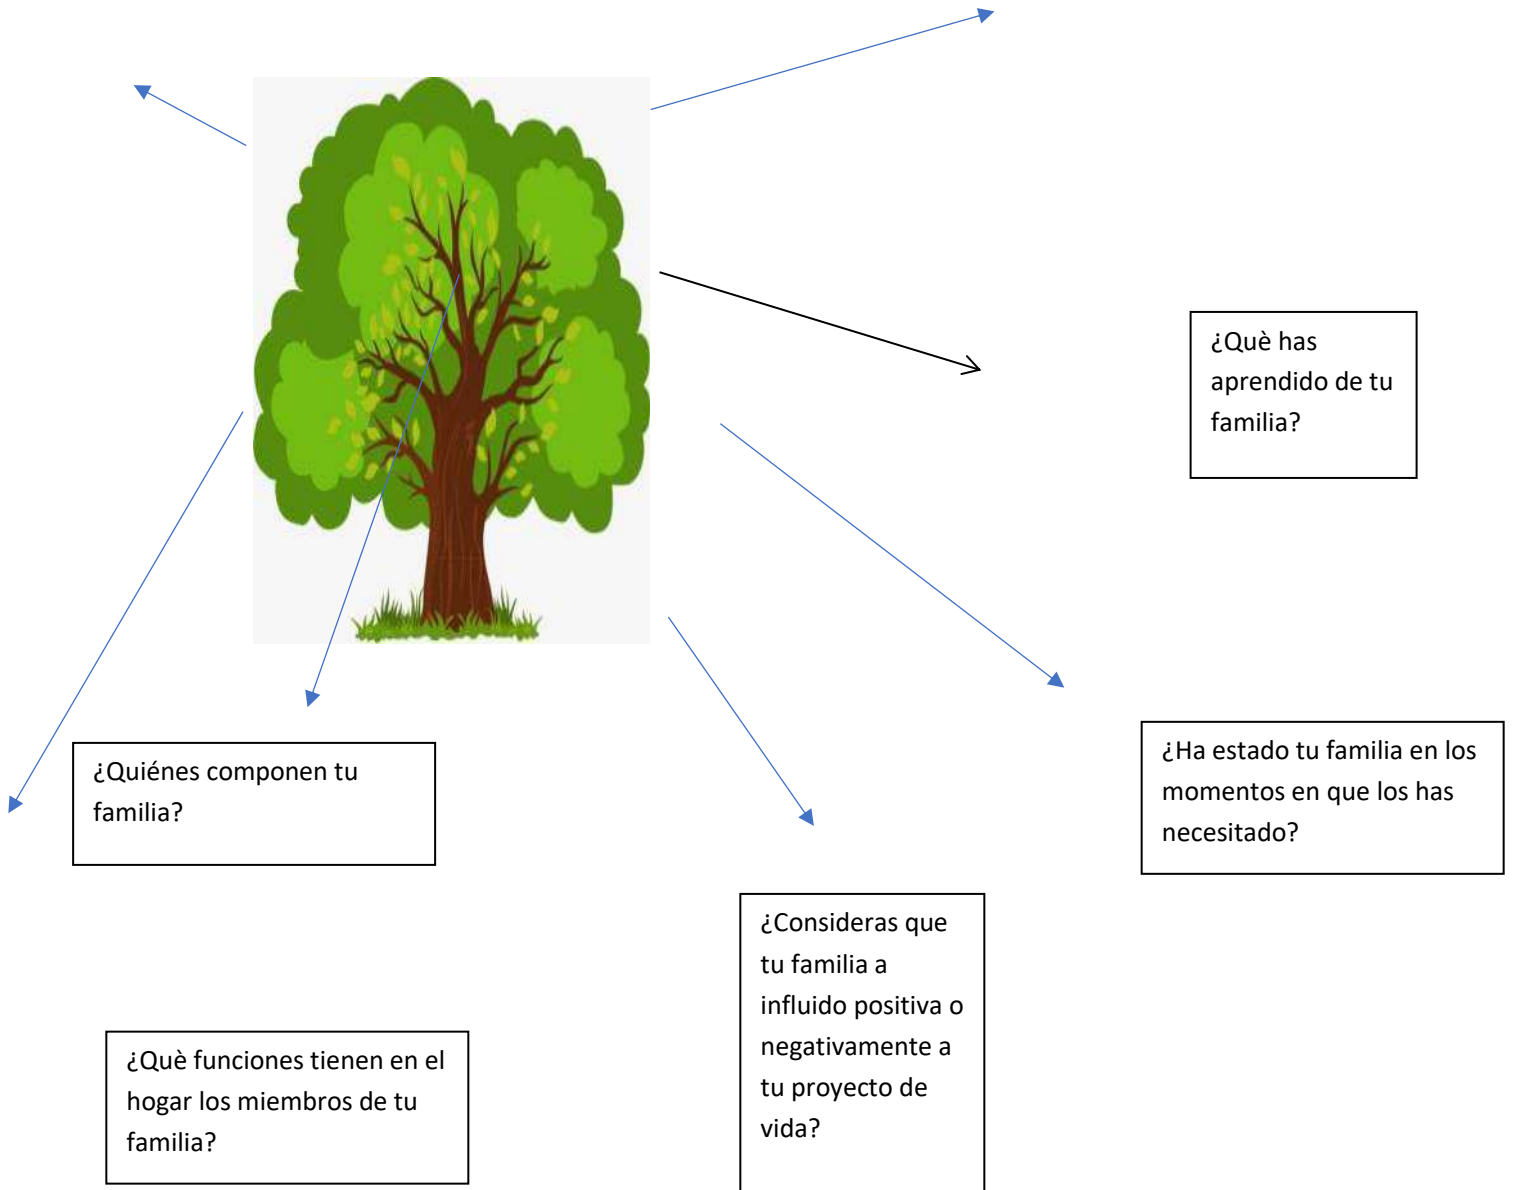 ¿Què has
aprendido de tu
familia?
¿Quiénes componen tu
familia?
¿Ha estado tu familia en los
momentos en que los has
necesitado?
¿Consideras que
tu familia a
influido positiva o
negativamente a
tu proyecto de
vida?
¿Què funciones tienen en el
hogar los miembros de tu
familia?